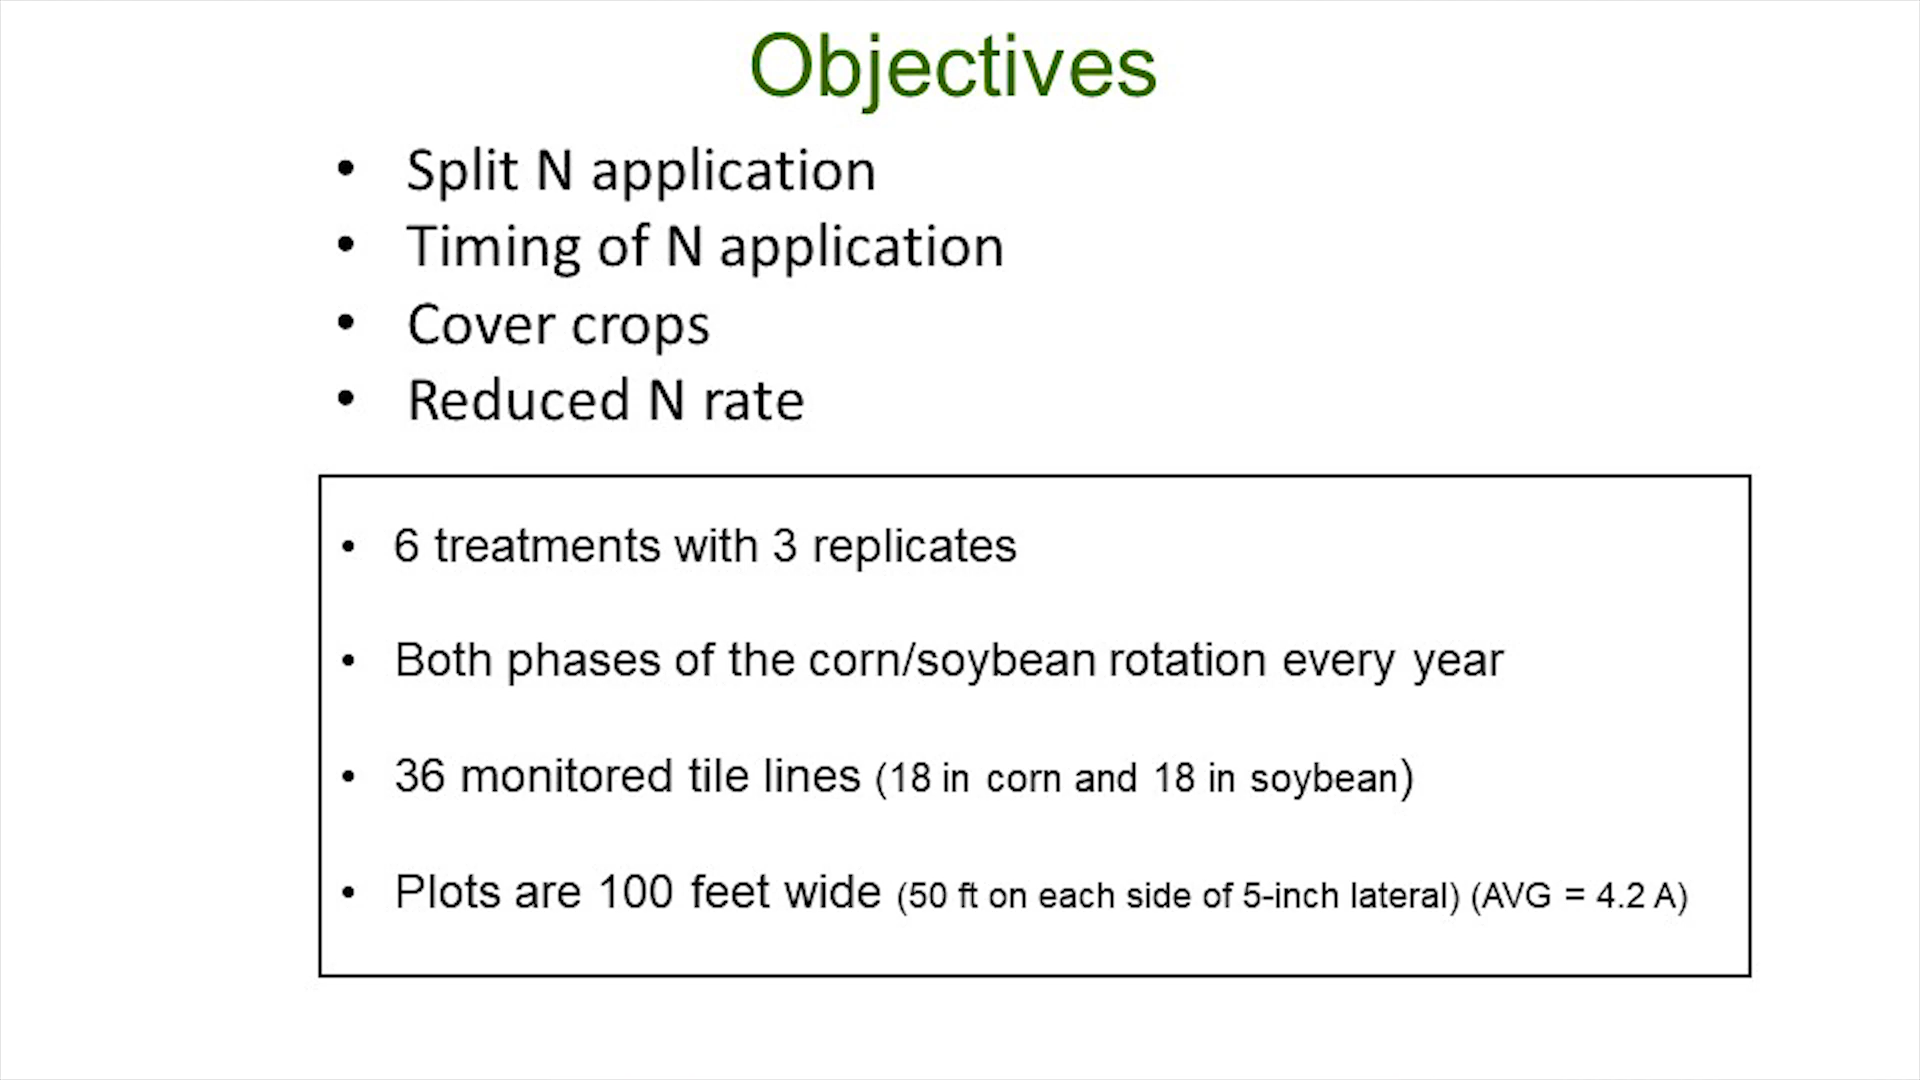 Objectives
• Split N application
• Timing of N application
• Cover crops
• Reduced N rate
• 6 treatments with 3 replicates
• Both phases of the corn/soybean rotation every year
• 36 monitored tile lines (18 in corn and 18 in soybean)
• Plots are 100 feet wide (50 ft on each side of 5-inch lateral) (AVG = 4.2 A)